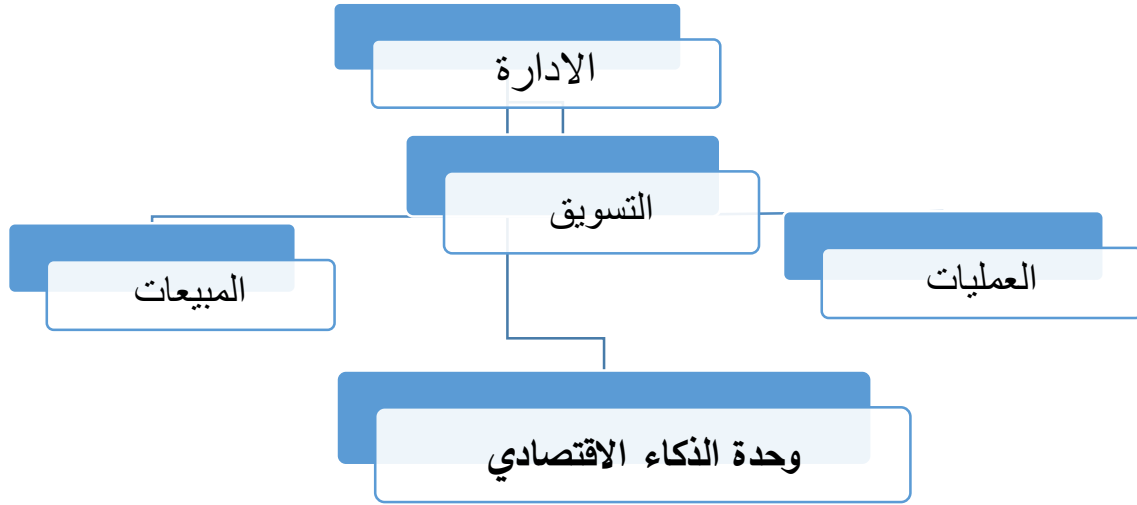 الادارة
التسويق
العمليات
المبيعات
وحدة الذكاء الاقتصادي